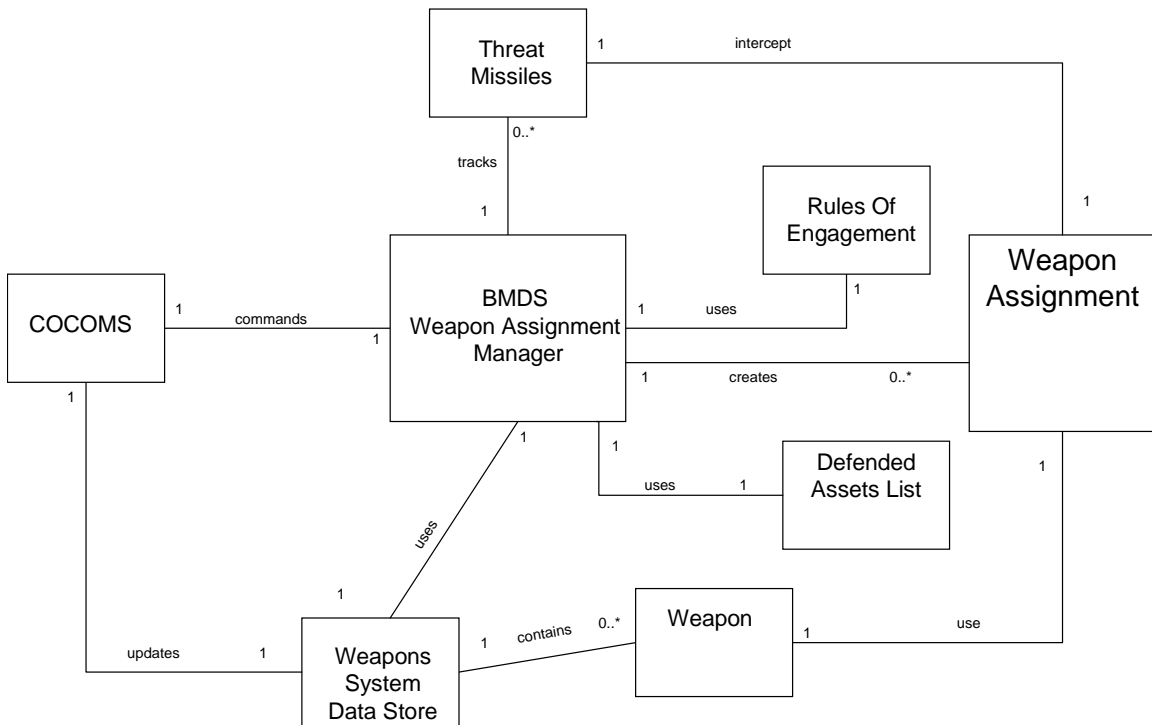 Threat
Missiles
1
intercept
0..*
tracks
1
Rules Of
Engagement
1
Weapon
Assignment
COCOMS
1
commands
1
BMDS
Weapon Assignment
Manager
1
uses
1
1
creates
0..*
1
1
1
uses
1
Defended
Assets List
1
uses
1
Weapons
System
Data Store
1
contains
0..*
Weapon
1
use
1
updates
1